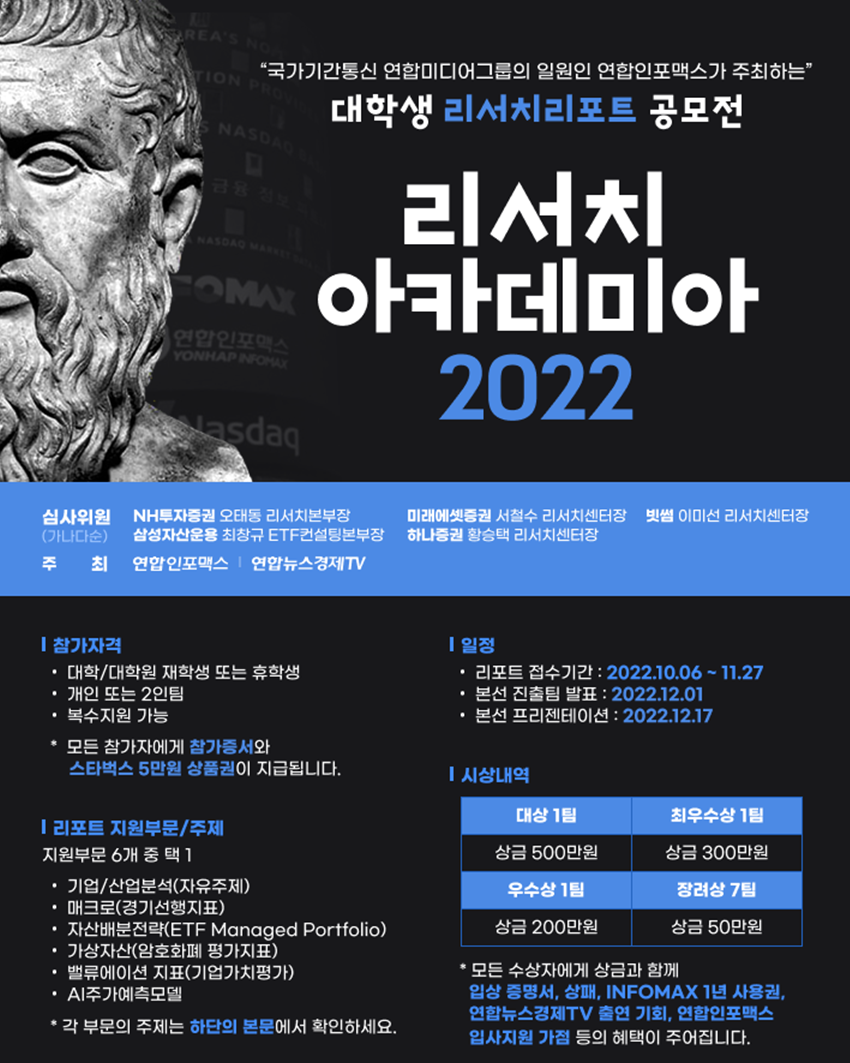 “국가기간통신 연합미디어그룹의 일원인 연합인포맥스가 주최하는”
대학생 리서치리포트 공모전
리서치
아카데미아
2022
금융 정보
NASDAQ MARKET
FOMAX
연합인포맥스
YONHAP INFOMAX
Nasdaq
심사위원 NH투자증권 오태동 리서치본부장 미래에셋증권 서철수 리서치센터장 빗썸 이미선 리서치센터장
(가나다순) 삼성자산운용 최창규 ETF컨설팅본부장 하나증권 황승택 리서치센터장
주 최 연합인포맥스 | 연합뉴스경제TV
참가자격
• 대학/대학원 재학생 또는 휴학생
• 개인 또는 2인팀
• 복수지원 가능
* 모든 참가자에게 참가증서와
스타벅스 5만원 상품권이 지급됩니다.
리포트 지원부문/주제
지원부문 6개 중 택 1
• 기업/산업분석(자유주제)
• 매크로(경기선행지표)
• 자산배분전략(ETF Managed Portfolio)
• 가상자산(암호화폐 평가지표)
• 밸류에이션 지표(기업가치평가)
• AI주가예측모델
* 각 부문의 주제는 하단의 본문에서 확인하세요.
일정
• 리포트 접수기간 : 2022.10.06 ~ 11.27
• 본선 진출팀 발표 : 2022.12.01
• 본선 프리젠테이션 : 2022.12.17
시상내역
대상 1팀 최우수상 1팀
상금 500만원 상금 300만원
우수상 1팀 장려상 7팀
상금 200만원 상금 50만원
* 모든 수상자에게 상금과 함께
입상 증명서, 상패, INFOMAX 1년 사용권,
연합뉴스경제TV 출연 기회, 연합인포맥스
입사지원 가점 등의 혜택이 주어집니다.